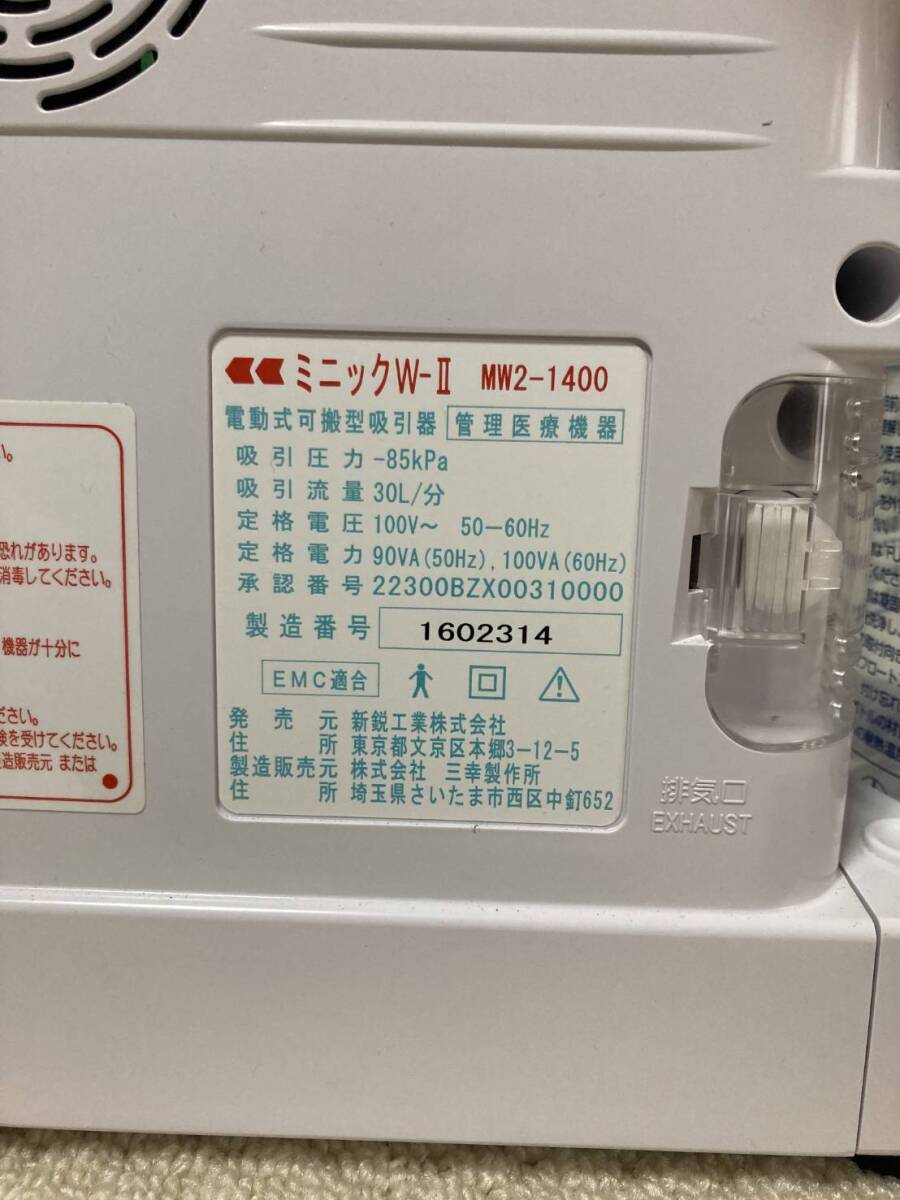 ミニックW-Ⅱ MW2-1400
電動式可搬型吸引器 管理医療機器
吸引圧力 -85kPa
吸引流量 30L/分
定格電圧 100V～ 50－60Hz
定格電力 90VA(50Hz),100VA(60Hz)
承認番号 22300BZX00310000
製造番号 1602314
EMC適合
発売元 新鋭工業株式会社
住所 東京都文京区本郷3-12-5
製造販売元 株式会社 三幸製作所
住所 埼玉県さいたま市西区中釘652
排気口
EXHAUST
い。
恐れがあります。
消毒してください。
機器が十分に
ださい。
検を受けてください。
造販売元 または